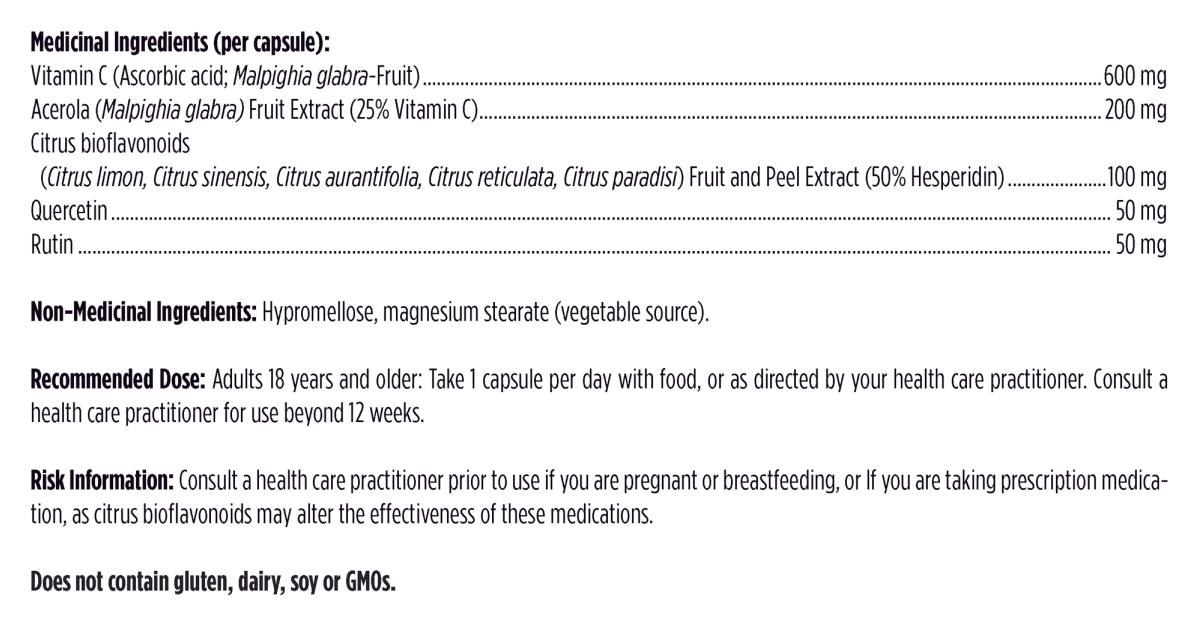 Medicinal Ingredients (per capsule):
Vitamin C (Ascorbic acid; Malpighia glabra-Fruit)........................600 mg
Acerola (Malpighia glabra) Fruit Extract (25% Vitamin C)........................200 mg
Citrus bioflavonoids
(Citrus limon, Citrus sinensis, Citrus aurantifolia, Citrus reticulata, Citrus paradisi) Fruit and Peel Extract (50% Hesperidin)........................100 mg
Quercetin........................50 mg
Rutin........................50 mg
Non-Medicinal Ingredients: Hypromellose, magnesium stearate (vegetable source).
Recommended Dose: Adults 18 years and older: Take 1 capsule per day with food, or as directed by your health care practitioner. Consult a
health care practitioner for use beyond 12 weeks.
Risk Information: Consult a health care practitioner prior to use if you are pregnant or breastfeeding, or If you are taking prescription medica-
tion, as citrus bioflavonoids may alter the effectiveness of these medications.
Does not contain gluten, dairy, soy or GMOs.